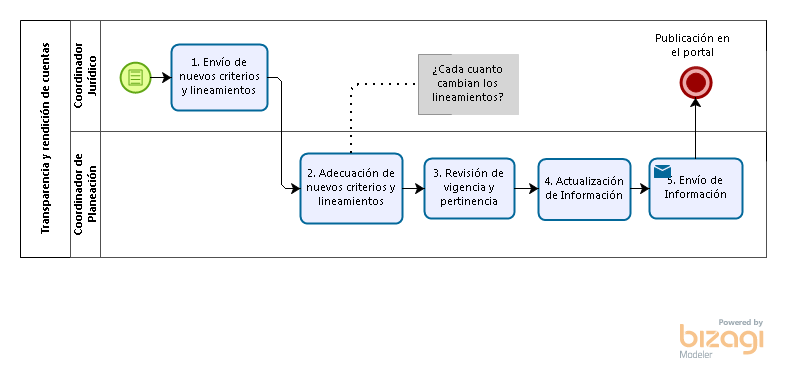 Transparencia y rendición de cuentas
Coordinador
Jurídico
1. Envío de
nuevos criterios
y lineamientos
¿Cada cuanto
cambian los
lineamientos?
Publicación en
el portal
Coordinador de
Planeación
2. Adecuación de
nuevos criterios y
lineamientos
3. Revisión de
vigencia y
pertinencia
4. Actualización
de Información
5. Envío de
Información
Powered by
bizagi
Modeler